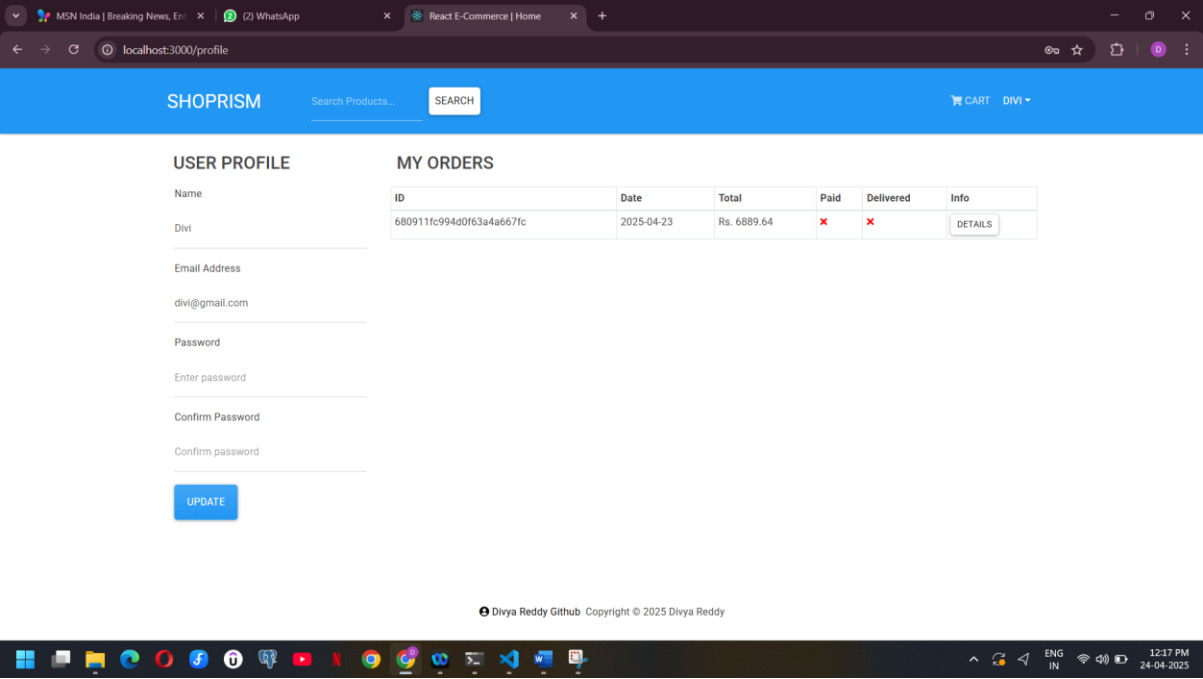 MSN India | Breaking News, Ent
(2) WhatsApp
React E-Commerce | Home
localhost:3000/profile
D
SHOPRISM
Search Products...
SEARCH
CART
DIVI
USER PROFILE
Name
Divi
Email Address
divi@gmail.com
Password
Enter password
Confirm Password
Confirm password
UPDATE
MY ORDERS
ID Date Total Paid Delivered Info
680911fc994d0f63a4a667fc 2025-04-23 Rs. 6889.64 DETAILS
Divya Reddy Github Copyright © 2025 Divya Reddy
ENG
IN
12:17 PM
24-04-2025